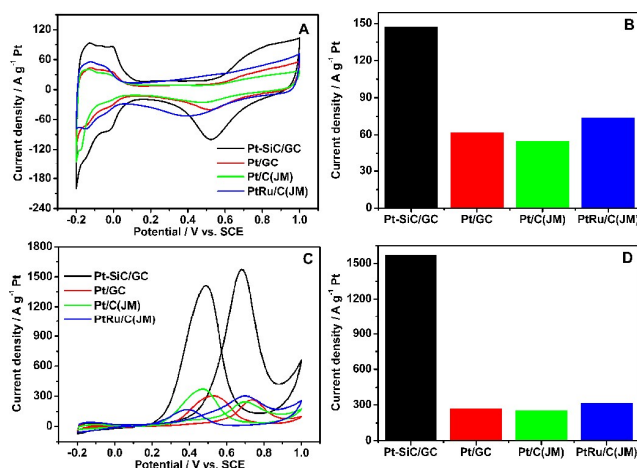 A
Current density / A g⁻¹ Pt
120
60
0
-60
-120
-180
-240
Pt-SiC/GC
Pt/GC
Pt/C(JM)
PtRu/C(JM)
-0.2 0.0 0.2 0.4 0.6 0.8 1.0
Potential / V vs. SCE
B
Current density / A g⁻¹ Pt
150
120
90
60
30
0
Pt-SiC/GC Pt/GC Pt/C(JM) PtRu/C(JM)
C
Current density / A g⁻¹ Pt
1800
1500
1200
900
600
300
0
Pt-SiC/GC
Pt/GC
Pt/C(JM)
PtRu/C(JM)
-0.2 0.0 0.2 0.4 0.6 0.8 1.0
Potential / V vs. SCE
D
Current density / A g⁻¹ Pt
1500
1200
900
600
300
0
Pt-SiC/GC Pt/GC Pt/C(JM) PtRu/C(JM)